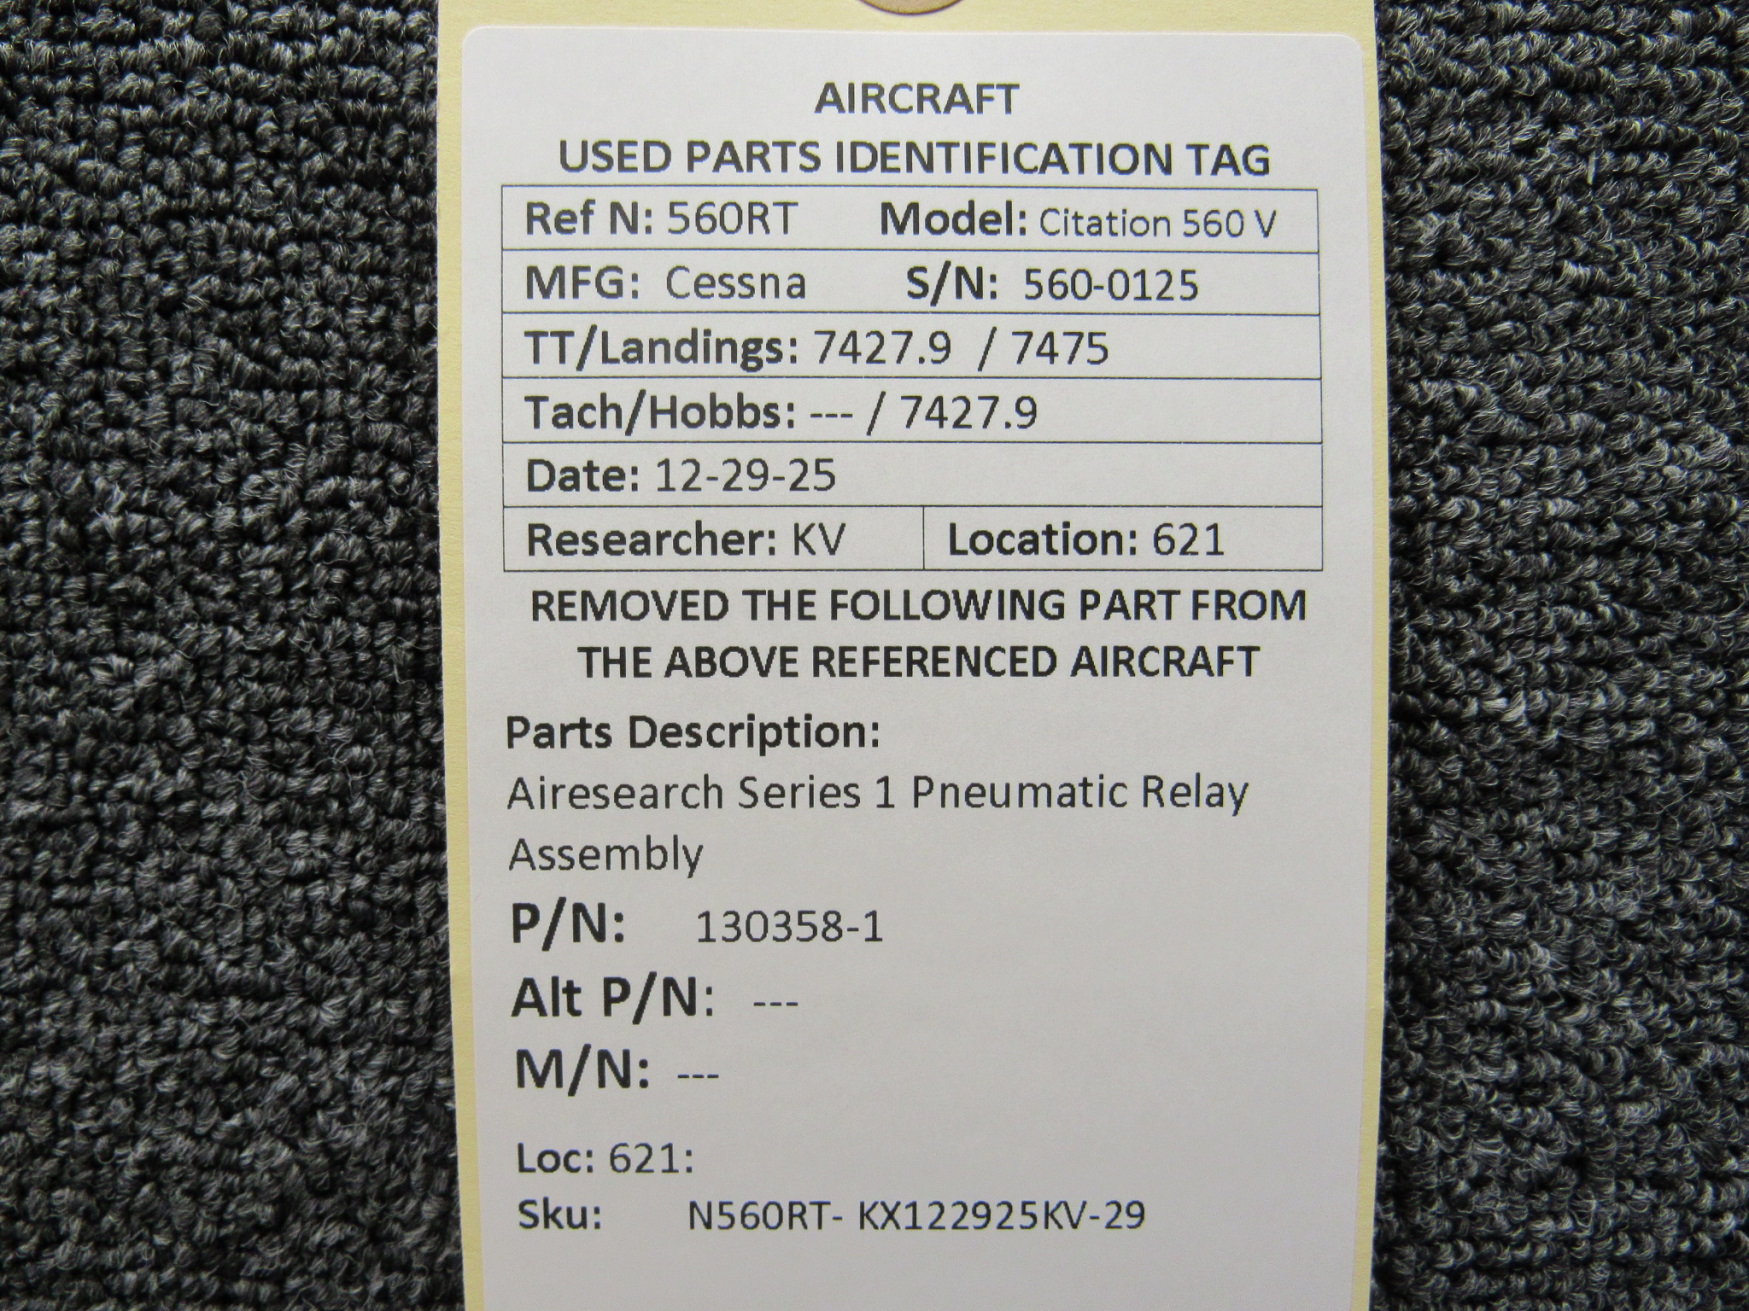 AIRCRAFT
USED PARTS IDENTIFICATION TAG
Ref N: 560RT Model: Citation 560 V
MFG: Cessna S/N: 560-0125
TT/Landings: 7427.9 / 7475
Tach/Hobbs: --- / 7427.9
Date: 12-29-25
Researcher: KV Location: 621
REMOVED THE FOLLOWING PART FROM
THE ABOVE REFERENCED AIRCRAFT
Parts Description:
Airesearch Series 1 Pneumatic Relay
Assembly
P/N: 130358-1
Alt P/N: ---
M/N: ---
Loc: 621:
Sku: N560RT- KX122925KV-29